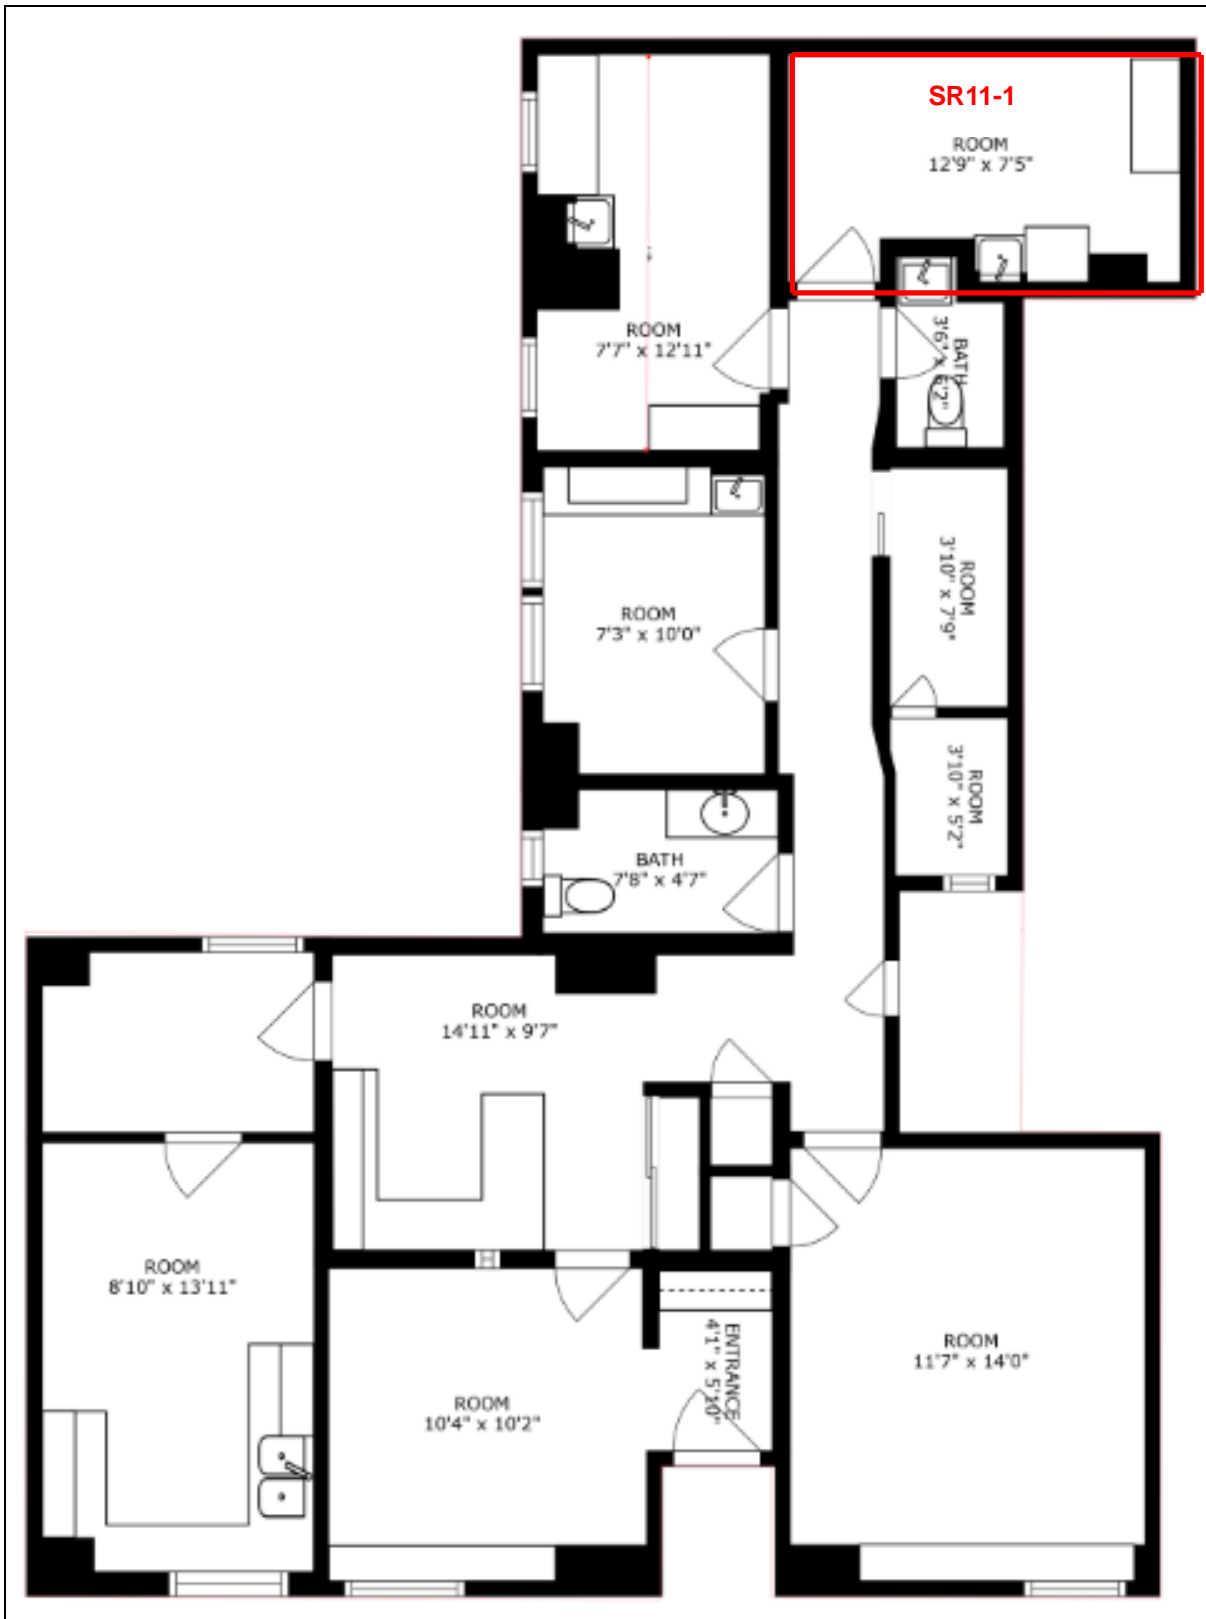 SR11-1
ROOM
12'9" x 7'5"
ROOM
7'7" x 12'11"
BATH
3'6" x 6'2"
ROOM
7'3" x 10'0"
ROOM
3'10" x 7'9"
ROOM
3'10" x 5'2"
BATH
7'8" x 4'7"
ROOM
14'11" x 9'7"
ROOM
8'10" x 13'11"
ENTRANCE
4'1" x 5'10"
ROOM
11'7" x 14'0"
ROOM
10'4" x 10'2"